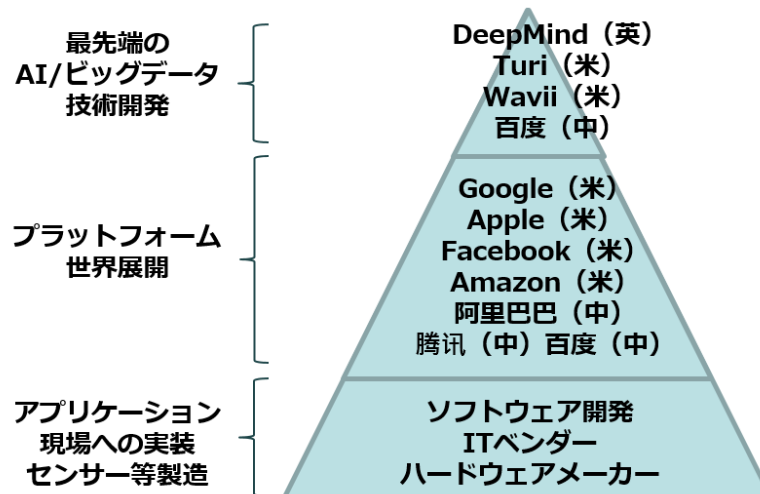 最先端の
AI/ビッグデータ
技術開発
DeepMind（英）
Turi（米）
Wavii（米）
百度（中）
プラットフォーム
世界展開
Google（米）
Apple（米）
Facebook（米）
Amazon（米）
阿里巴巴（中）
腾讯（中）百度（中）
アプリケーション
現場への実装
センサー等製造
ソフトウェア開発
ITベンダー
ハードウェアメーカー